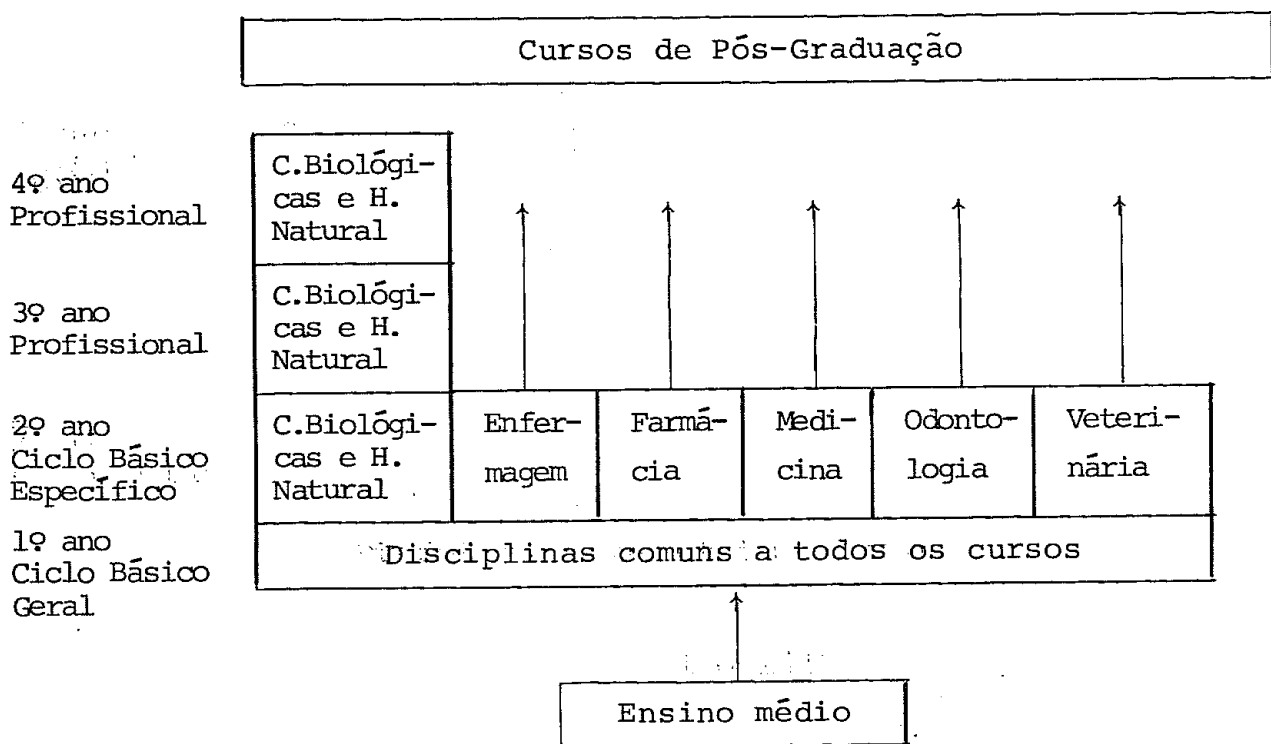 Cursos de Pós-Graduação
4º ano
Profissional
C.Biológi-
cas e H.
Natural
3º ano
Profissional
C.Biológi-
cas e H.
Natural
2º ano
Ciclo Básico
Específico
C.Biológi-
cas e H.
Natural
Enfer-
magem
Farmá-
cia
Medi-
cina
Odonto-
logia
Veteri-
nária
1º ano
Ciclo Básico
Geral
Disciplinas comuns a todos os cursos
Ensino médio